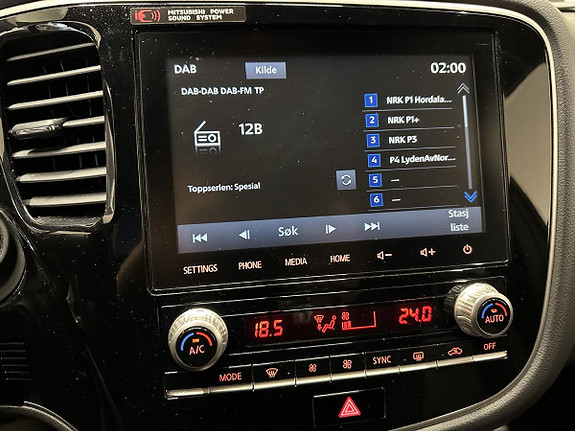 MITSUBISHI POWER
SOUND SYSTEM
DAB Kilde 02:00
DAB-DAB DAB-FM TP
12B
1 NRK P1 Hordala...
2 NRK P1+
3 NRK P3
4 P4 LydenAvNor...
5 ---
6 ---
Toppserien: Spesial
Søk
Stasj
liste
SETTINGS PHONE MEDIA HOME
18.5 24.0
A/C AUTO
MODE SYNC OFF